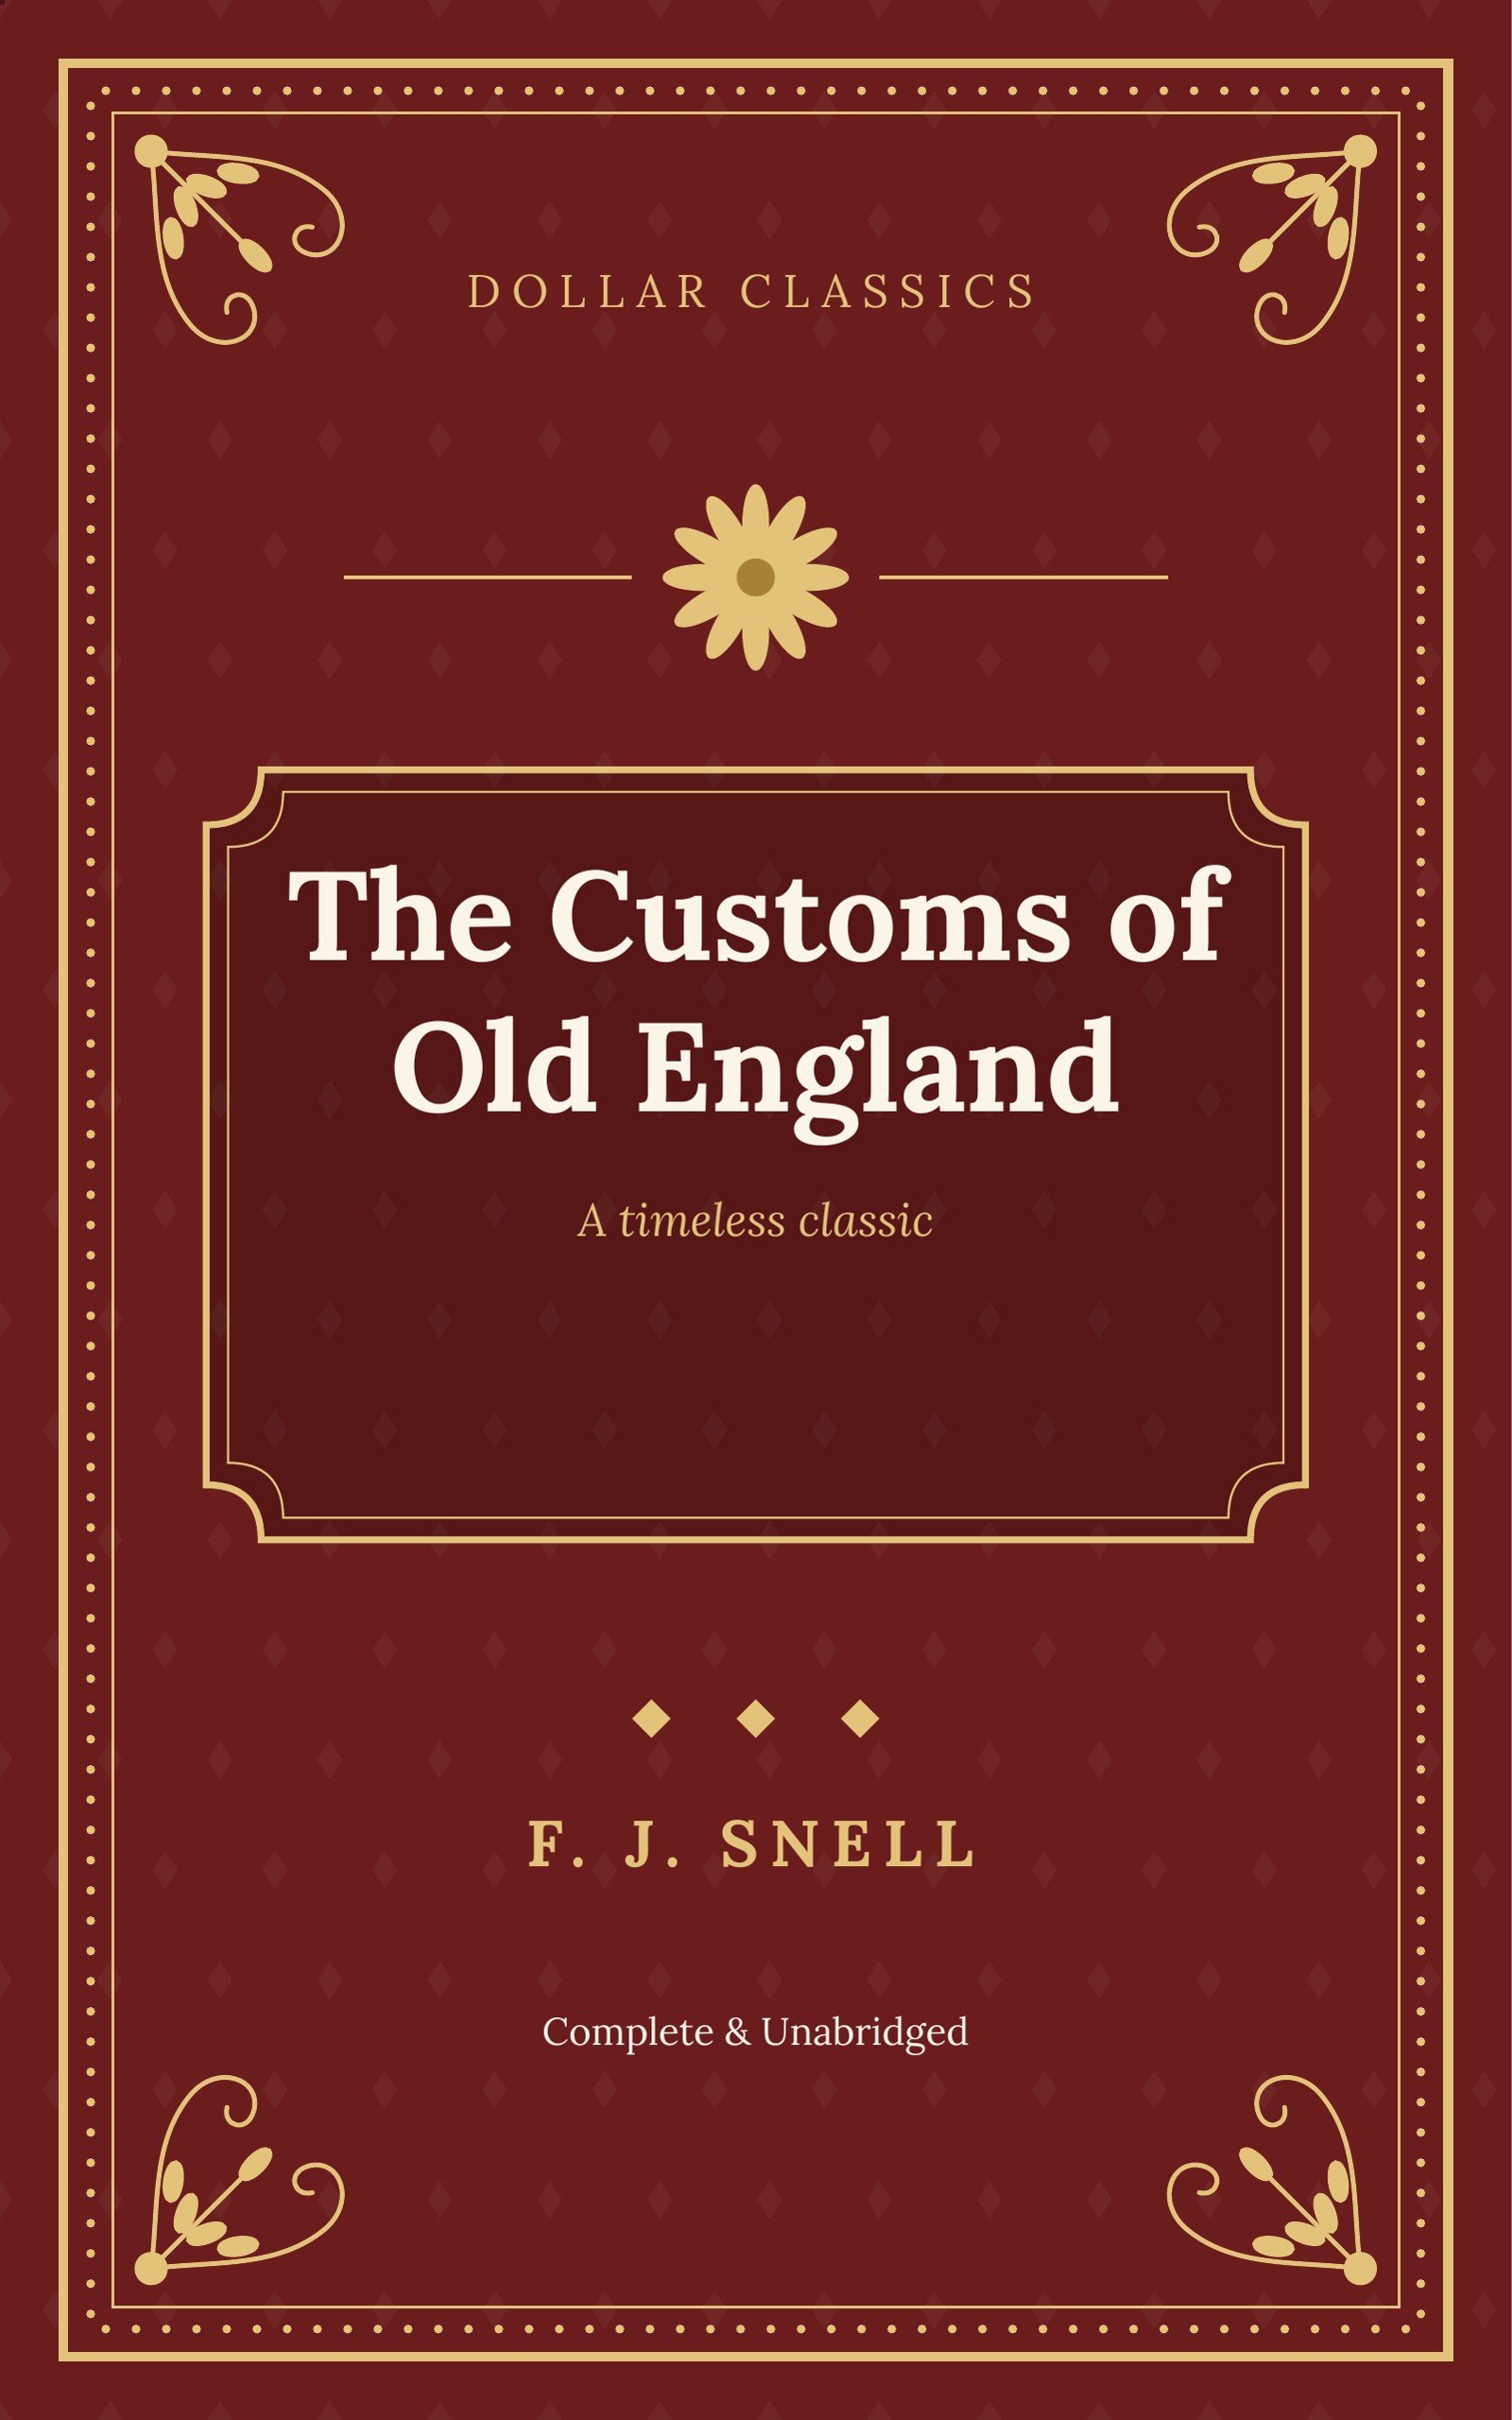 DOLLAR CLASSICS
The Customs of
Old England
A timeless classic
F. J. SNELL
Complete & Unabridged